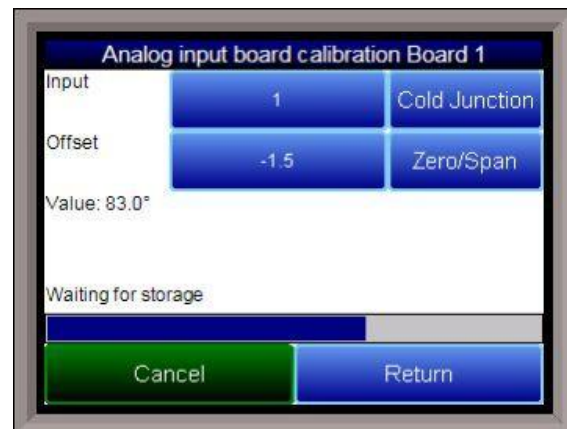 Analog input board calibration Board 1
Input
1
Cold Junction
Offset
-1.5
Zero/Span
Value: 83.0°
Waiting for storage
Cancel
Return